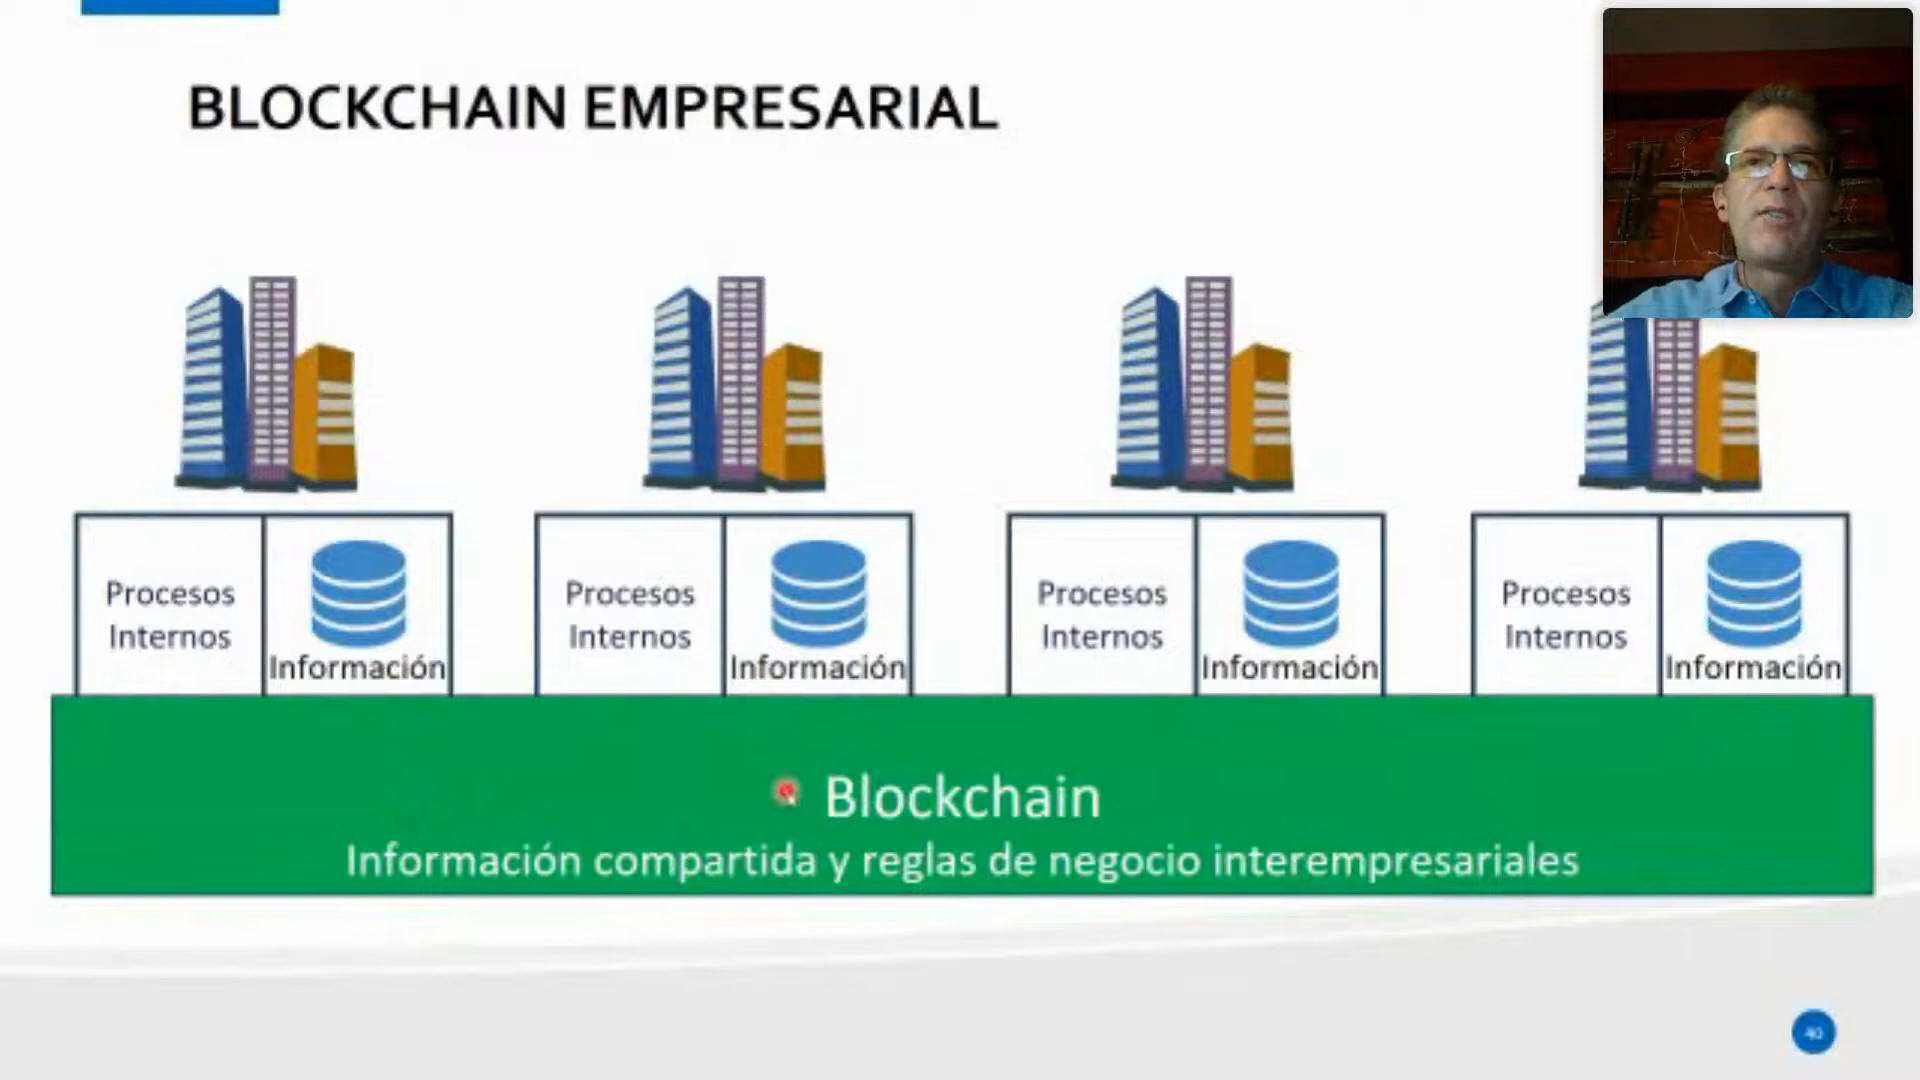 BLOCKCHAIN EMPRESARIAL
Procesos
Internos
Información
Procesos
Internos
Información
Procesos
Internos
Información
Procesos
Internos
Información
Blockchain
Información compartida y reglas de negocio interempresariales
40